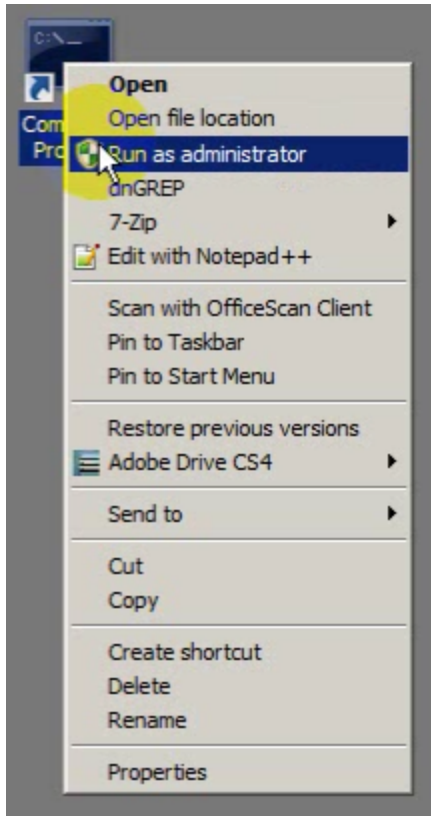 C:\_
Com
Pro
Open
Open file location
Run as administrator
dnGREP
7-Zip
Edit with Notepad++
Scan with OfficeScan Client
Pin to Taskbar
Pin to Start Menu
Restore previous versions
Adobe Drive CS4
Send to
Cut
Copy
Create shortcut
Delete
Rename
Properties